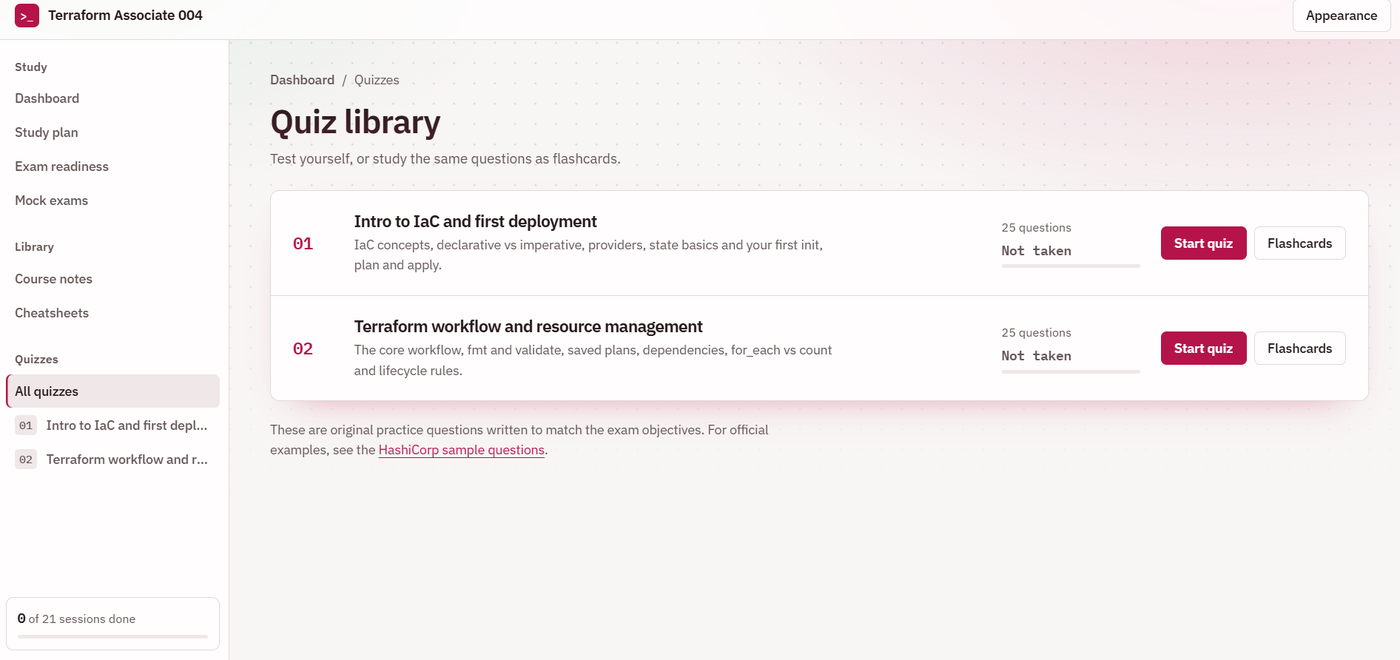 >_ Terraform Associate 004
Appearance
Study
Dashboard
Study plan
Exam readiness
Mock exams
Library
Course notes
Cheatsheets
Quizzes
All quizzes
01 Intro to IaC and first depl...
02 Terraform workflow and r...
0 of 21 sessions done
Dashboard / Quizzes
Quiz library
Test yourself, or study the same questions as flashcards.
01
Intro to IaC and first deployment
IaC concepts, declarative vs imperative, providers, state basics and your first init,
plan and apply.
25 questions
Not taken
Start quiz
Flashcards
02
Terraform workflow and resource management
The core workflow, fmt and validate, saved plans, dependencies, for_each vs count
and lifecycle rules.
25 questions
Not taken
Start quiz
Flashcards
These are original practice questions written to match the exam objectives. For official
examples, see the HashiCorp sample questions.